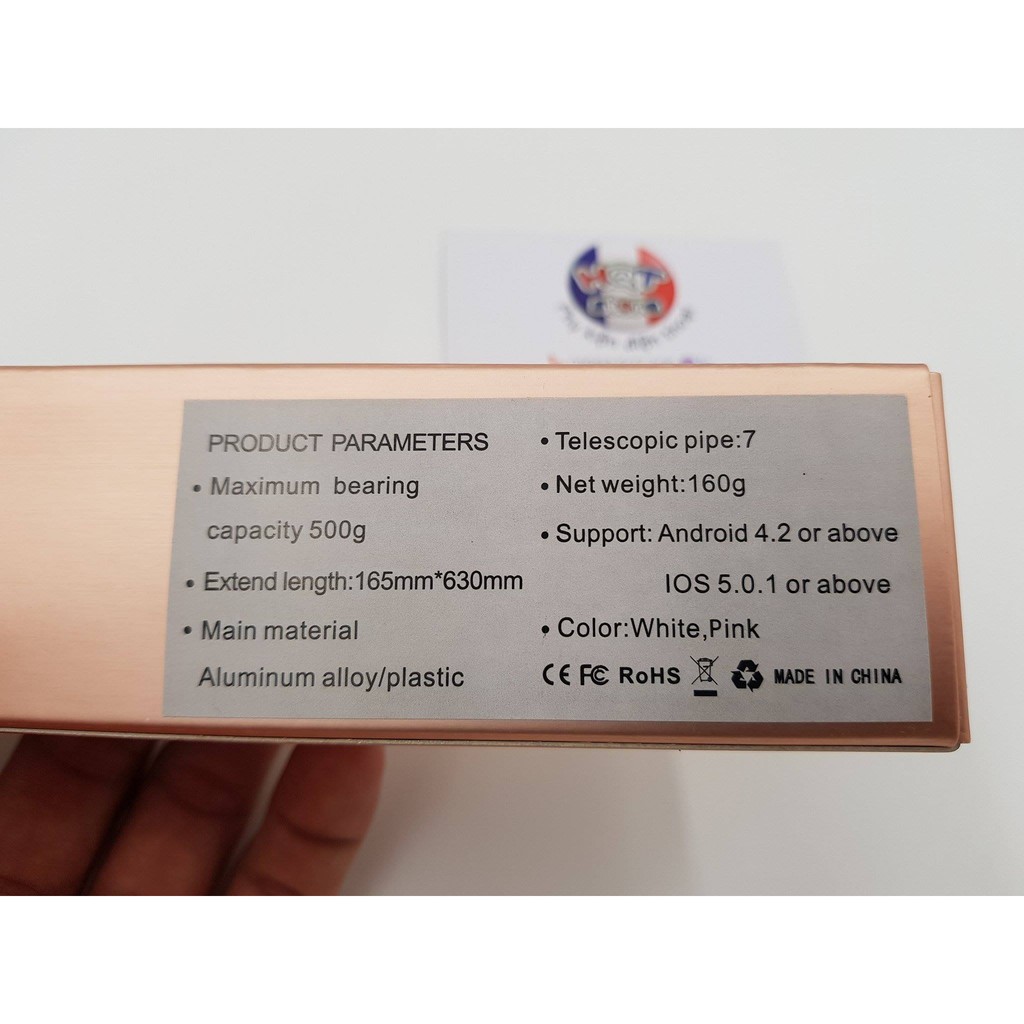 PRODUCT PARAMETERS
• Maximum bearing
capacity 500g
• Extend length:165mm*630mm
• Main material
Aluminum alloy/plastic
• Telescopic pipe:7
• Net weight:160g
• Support: Android 4.2 or above
IOS 5.0.1 or above
• Color:White,Pink
CE FC RoHS MADE IN CHINA